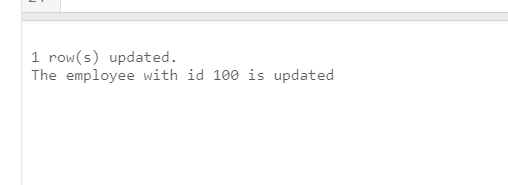 1 row(s) updated.
The employee with id 100 is updated